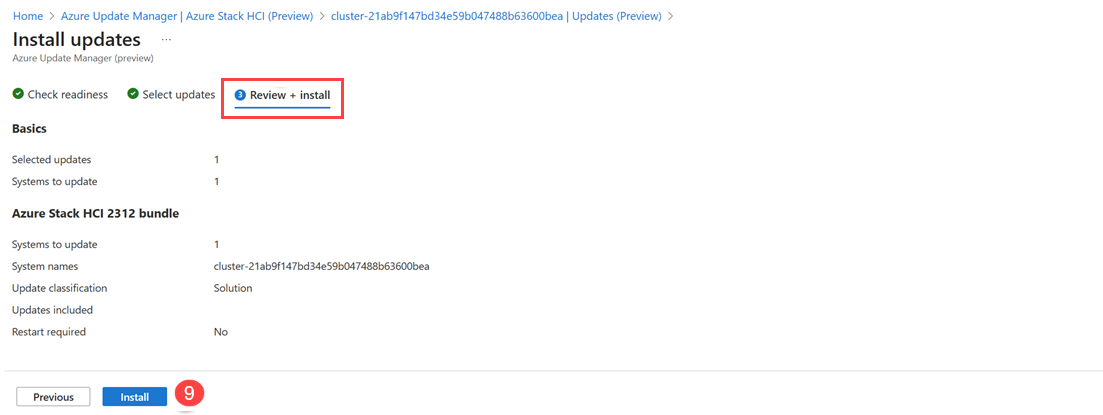 Home > Azure Update Manager | Azure Stack HCI (Preview) > cluster-21ab9f147bd34e59b047488b63600bea | Updates (Preview) >
Install updates ...
Azure Update Manager (preview)
Check readiness Select updates 3 Review + install
Basics
Selected updates 1
Systems to update 1
Azure Stack HCI 2312 bundle
Systems to update 1
System names cluster-21ab9f147bd34e59b047488b63600bea
Update classification Solution
Updates included
Restart required No
Previous Install 9